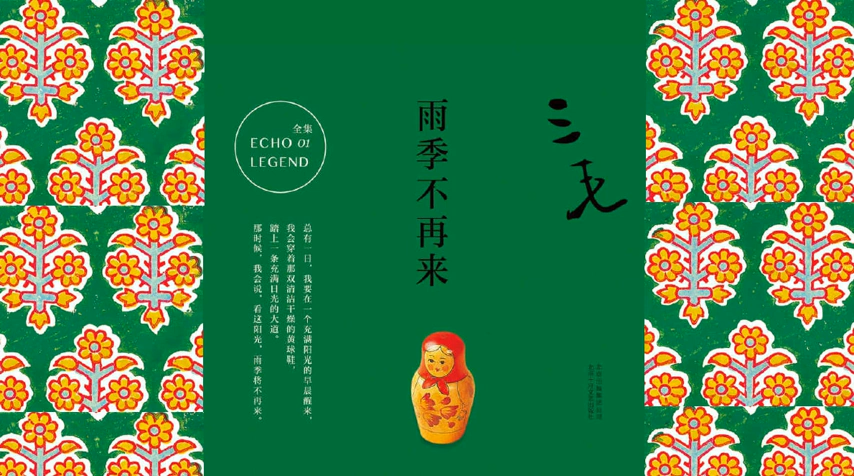 三毛
雨季不再来
全集
ECHO 01
LEGEND
总有一日，我要在一个充满阳光的早晨醒来，
我会穿着那双清洁干燥的黄球鞋，
踏上一条充满日光的大道。
那时候，我会说，看这阳光，雨季将不再来。